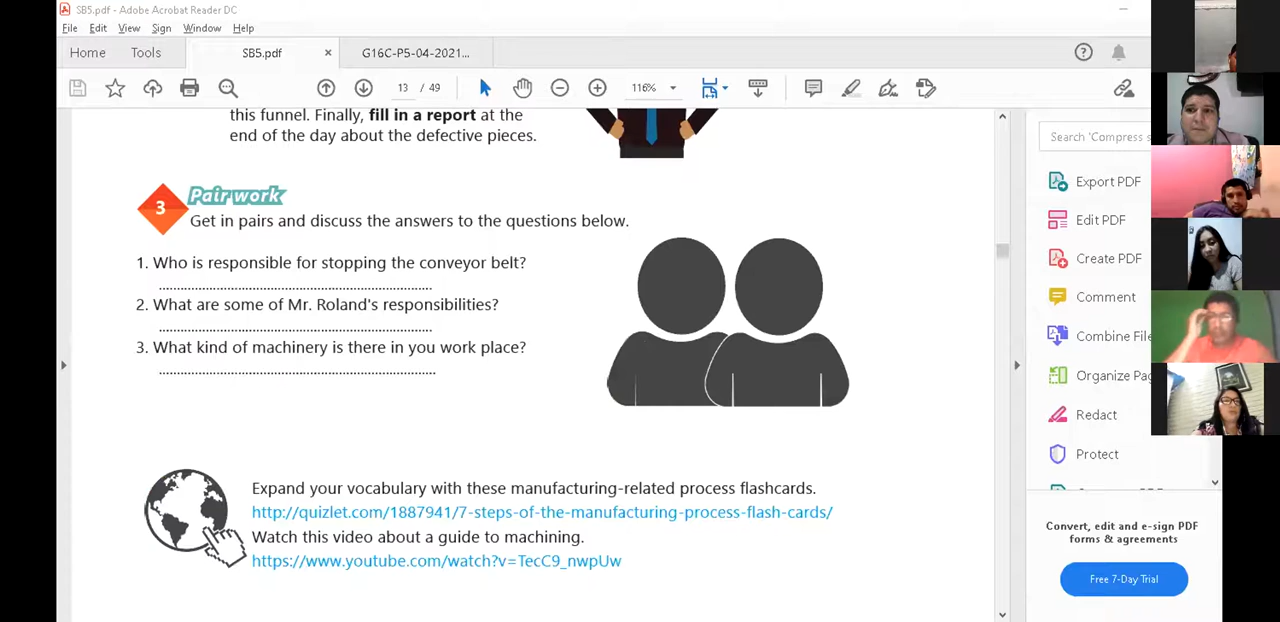 SB5.pdf - Adobe Acrobat Reader DC
File Edit View Sign Window Help
Home Tools SB5.pdf × G16C-P5-04-2021...
13 / 49 116%
this funnel. Finally, fill in a report at the
end of the day about the defective pieces.
3 Pair work
Get in pairs and discuss the answers to the questions below.
1. Who is responsible for stopping the conveyor belt?
2. What are some of Mr. Roland's responsibilities?
3. What kind of machinery is there in you work place?
Expand your vocabulary with these manufacturing-related process flashcards.
http://quizlet.com/1887941/7-steps-of-the-manufacturing-process-flash-cards/
Watch this video about a guide to machining.
https://www.youtube.com/watch?v=TecC9_nwpUw
Search 'Compress s
Export PDF
Edit PDF
Create PDF
Comment
Combine File
Organize Pag
Redact
Protect
Convert, edit and e-sign PDF
forms & agreements
Free 7-Day Trial